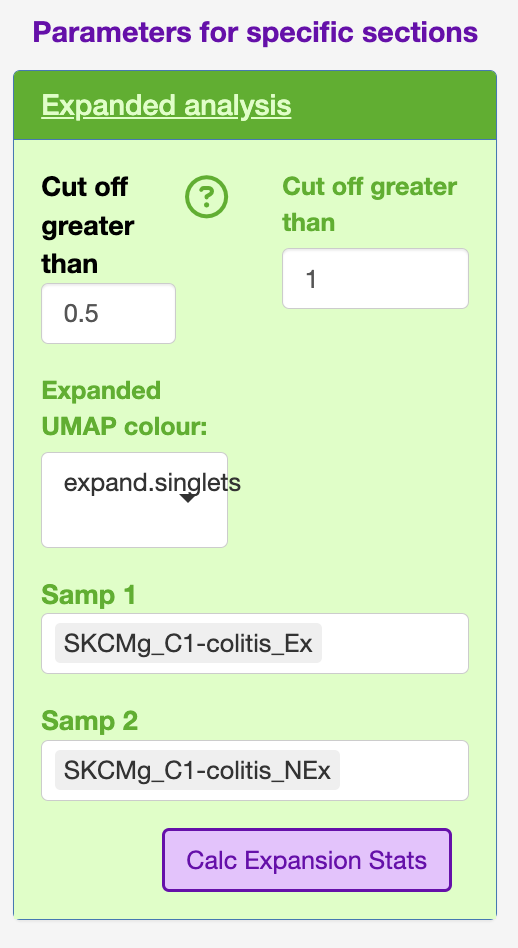 Parameters for specific sections
Expanded analysis
Cut off
greater
than
?
0.5
Cut off greater
than
1
Expanded
UMAP colour:
expand.singlets
Samp 1
SKCMg_C1-colitis_Ex
Samp 2
SKCMg_C1-colitis_NEx
Calc Expansion Stats